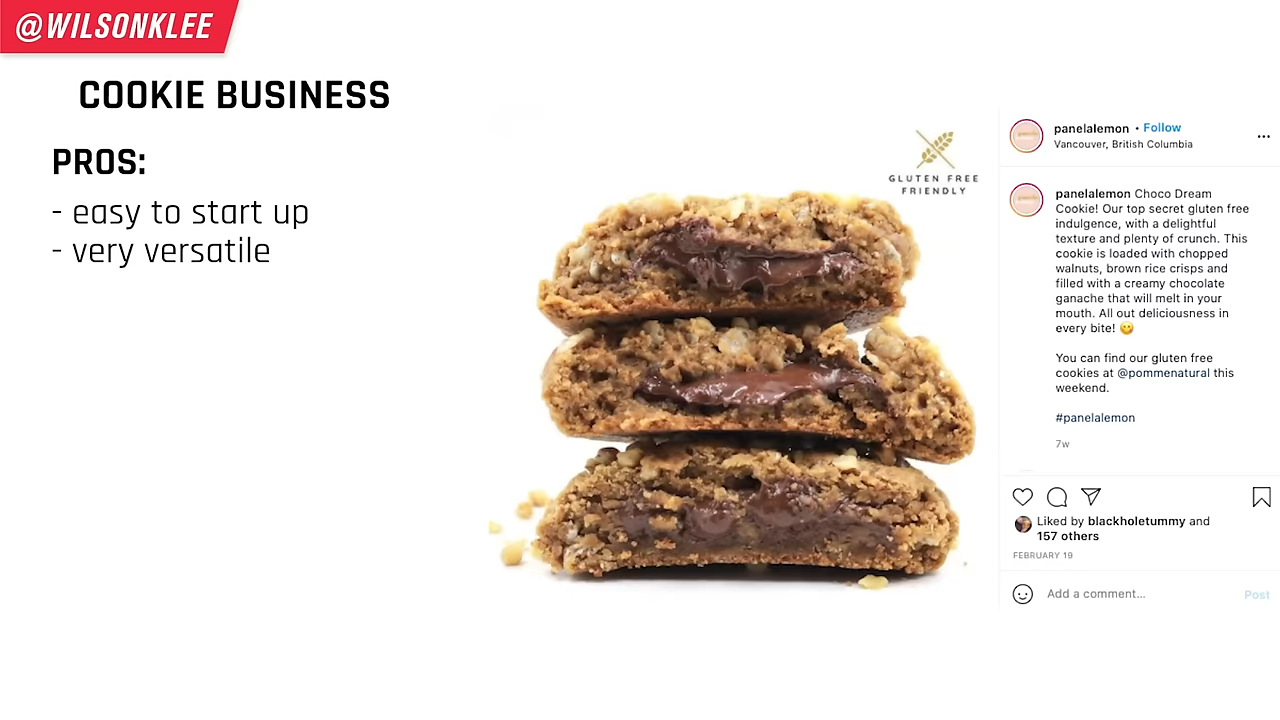 @WILSONKLEE
COOKIE BUSINESS
PROS:
- easy to start up
- very versatile
GLUTEN FREE
FRIENDLY
panelalemon • Follow
Vancouver, British Columbia
panelalemon Choco Dream
Cookie! Our top secret gluten free
indulgence, with a delightful
texture and plenty of crunch. This
cookie is loaded with chopped
walnuts, brown rice crisps and
filled with a creamy chocolate
ganache that will melt in your
mouth. All out deliciousness in
every bite! 😋
You can find our gluten free
cookies at @pommenatural this
weekend.
#panelalemon
7w
Liked by blackholetummy and
157 others
FEBRUARY 19
Add a comment...
Post